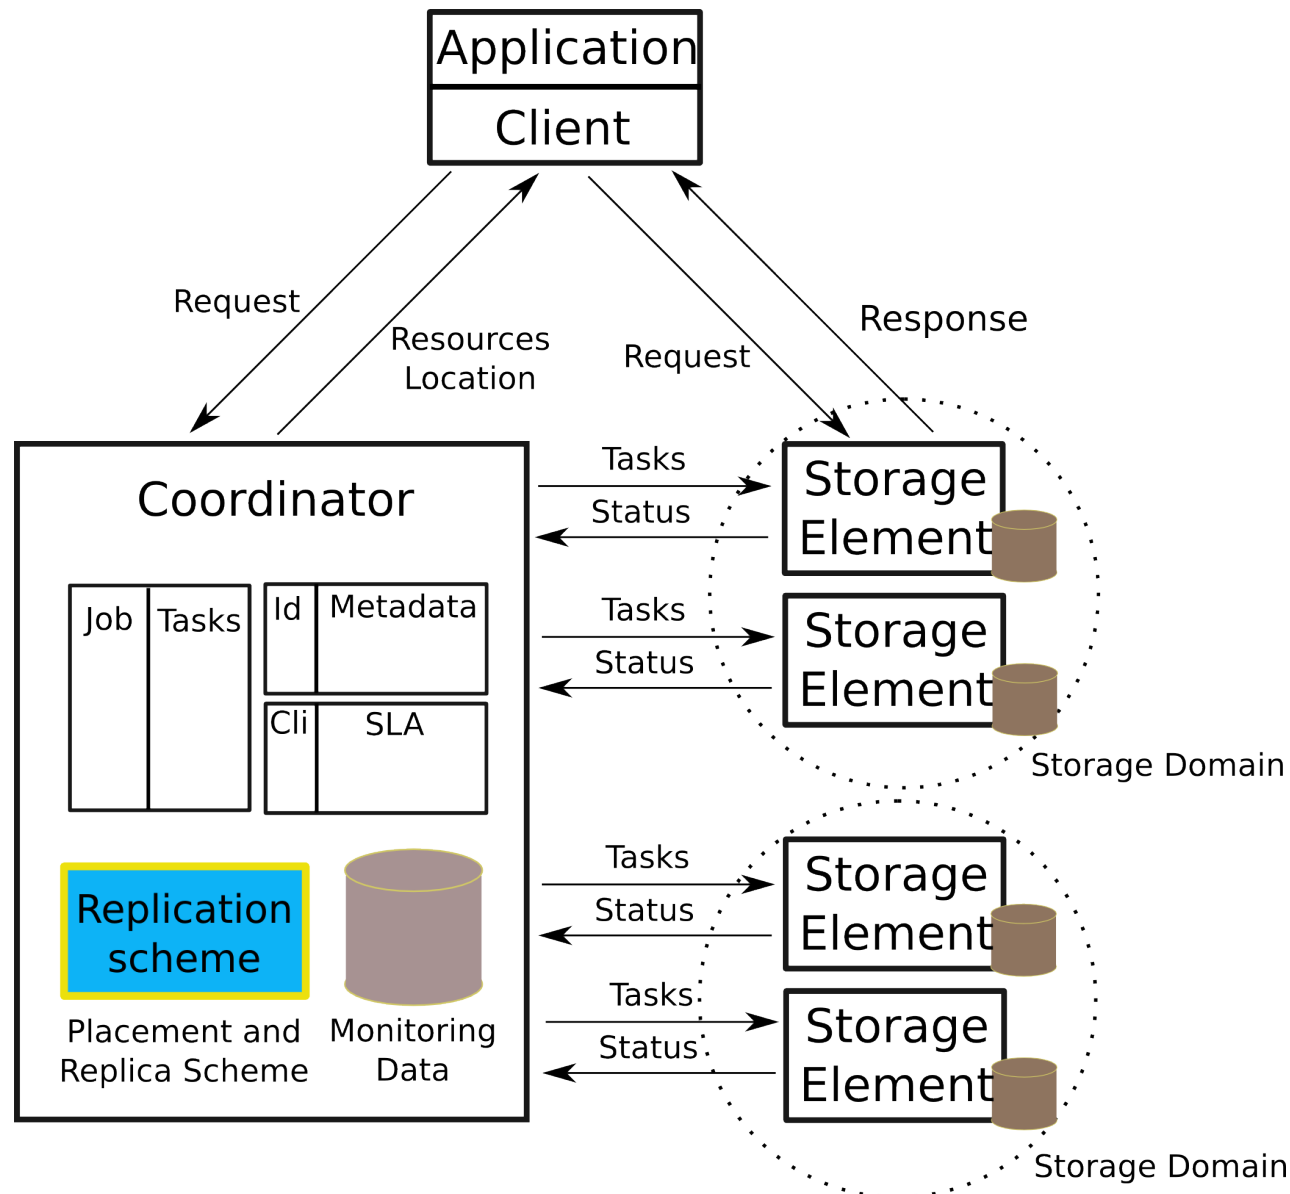 Application
Client
Request
Resources
Location
Request
Response
Coordinator
Job
Tasks
Id
Metadata
Cli
SLA
Replication
scheme
Placement and
Replica Scheme
Monitoring
Data
Tasks
Status
Storage
Element
Tasks
Status
Storage
Element
Storage Domain
Tasks
Status
Storage
Element
Tasks
Status
Storage
Element
Storage Domain